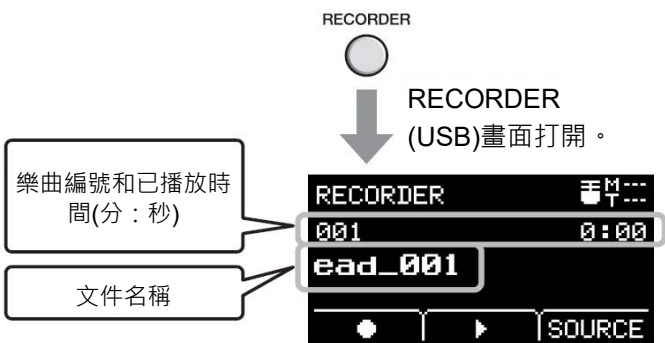 RECORDER
RECORDER
(USB)畫面打開。
樂曲編號和已播放時
間(分：秒)
文件名稱
RECORDER M---
T---
001 0:00
ead_001
SOURCE